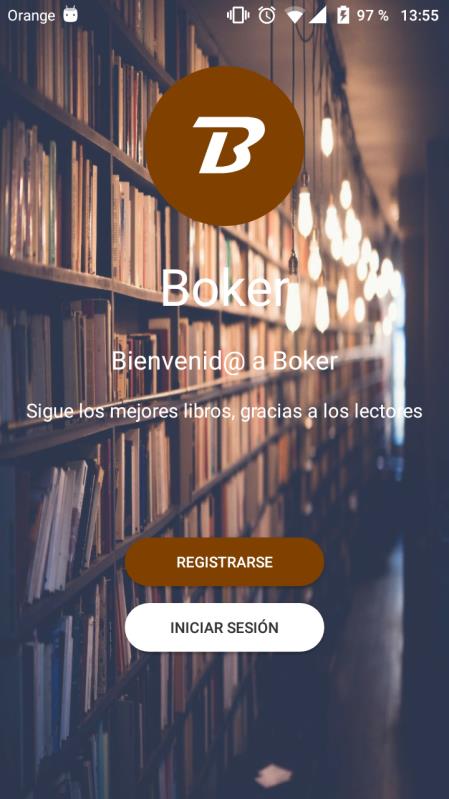 Orange 97 % 13:55
B
Boker
Bienvenid@ a Boker
Sigue los mejores libros, gracias a los lectores
REGISTRARSE
INICIAR SESIÓN